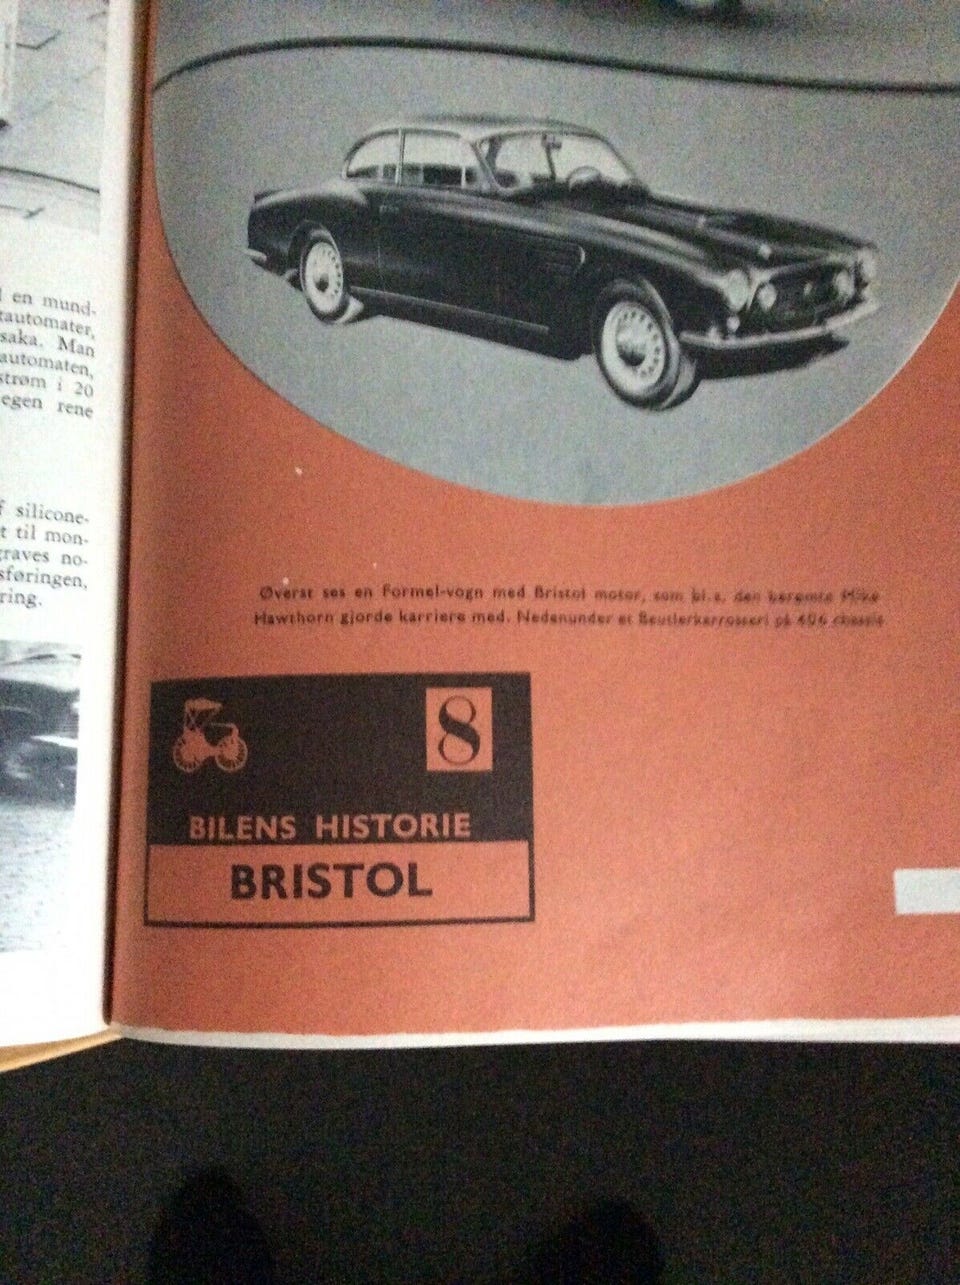 en mund-
tautomater,
saka. Man
automaten,
strøm i 20
egen rene
silicone-
t til mon-
graves no-
sføringen,
ring.
Øverst ses en Formel-vogn med Bristol motor, som bl.a. den berømte Mike
Hawthorn gjorde karriere med. Nedenunder et Beutlerkarrosseri på 406 chassis
8
BILENS HISTORIE
BRISTOL